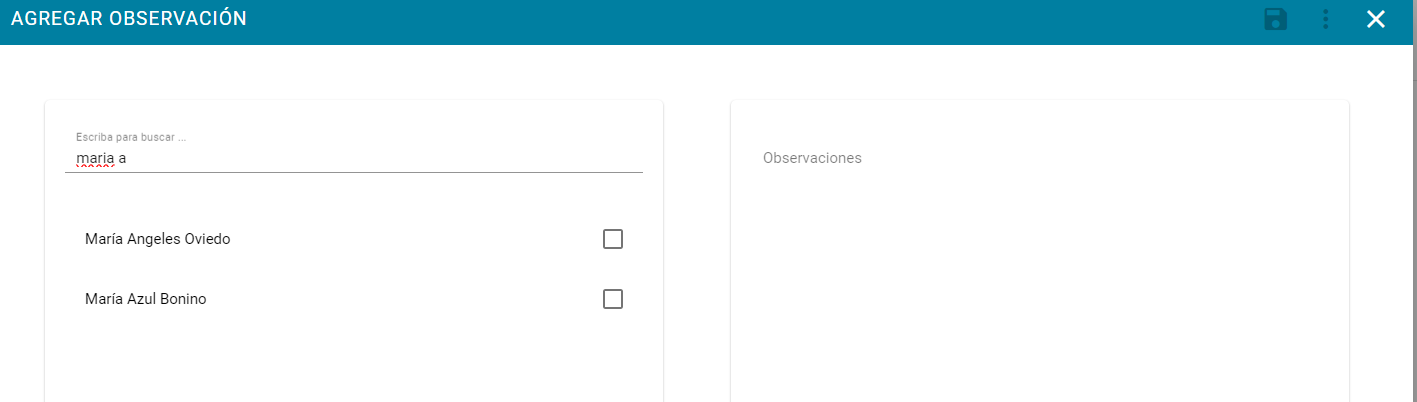 AGREGAR OBSERVACIÓN
Escriba para buscar ...
maria a
María Angeles Oviedo
María Azul Bonino
Observaciones